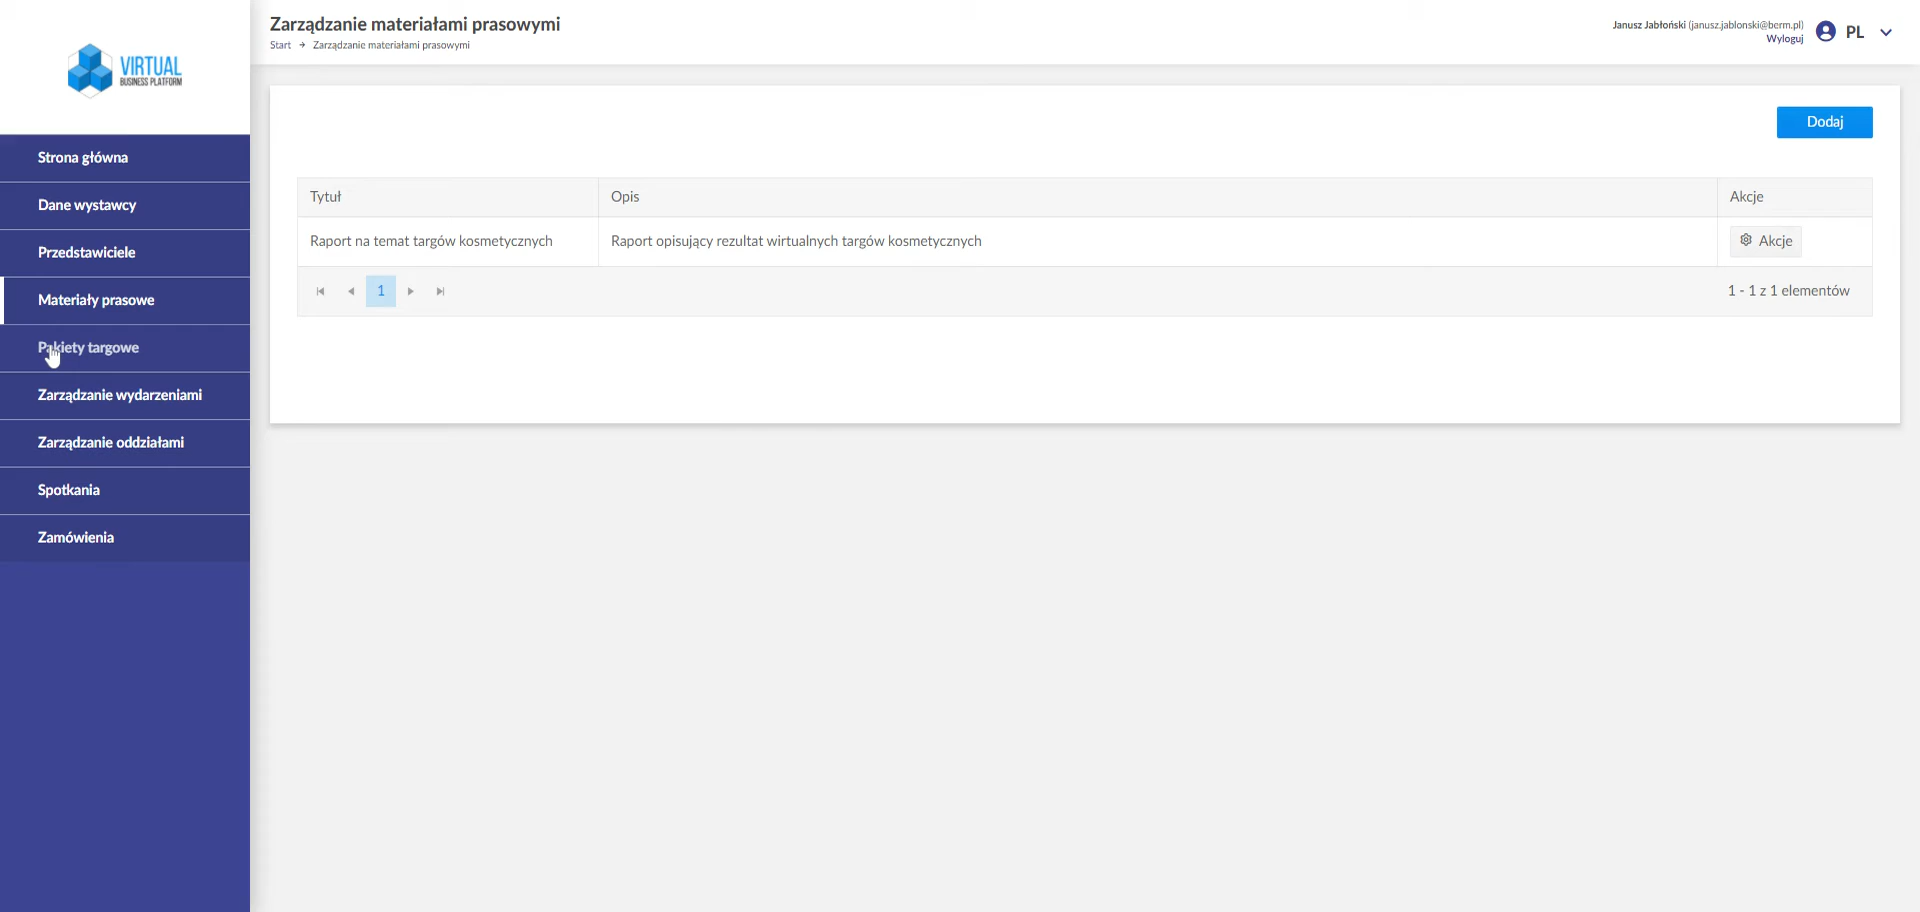 VIRTUAL
BUSINESS PLATFORM
Strona główna
Dane wystawcy
Przedstawiciele
Materiały prasowe
Pakiety targowe
Zarządzanie wydarzeniami
Zarządzanie oddziałami
Spotkania
Zamówienia
Zarządzanie materiałami prasowymi
Start → Zarządzanie materiałami prasowymi
Janusz Jabłoński (janusz.jablonski@berm.pl)
Wyloguj
PL
Dodaj
Tytuł Opis Akcje
Raport na temat targów kosmetycznych Raport opisujący rezultat wirtualnych targów kosmetycznych Akcje
1 1 - 1 z 1 elementów